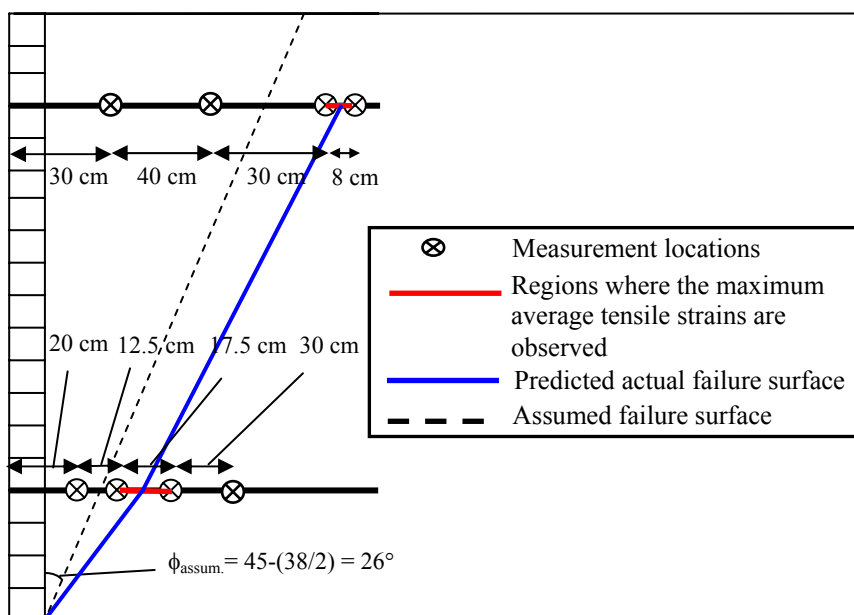 30 cm 40 cm 30 cm 8 cm
Measurement locations
Regions where the maximum
average tensile strains are
observed
Predicted actual failure surface
Assumed failure surface
20 cm 12.5 cm 17.5 cm 30 cm
ϕassum.= 45-(38/2) = 26°